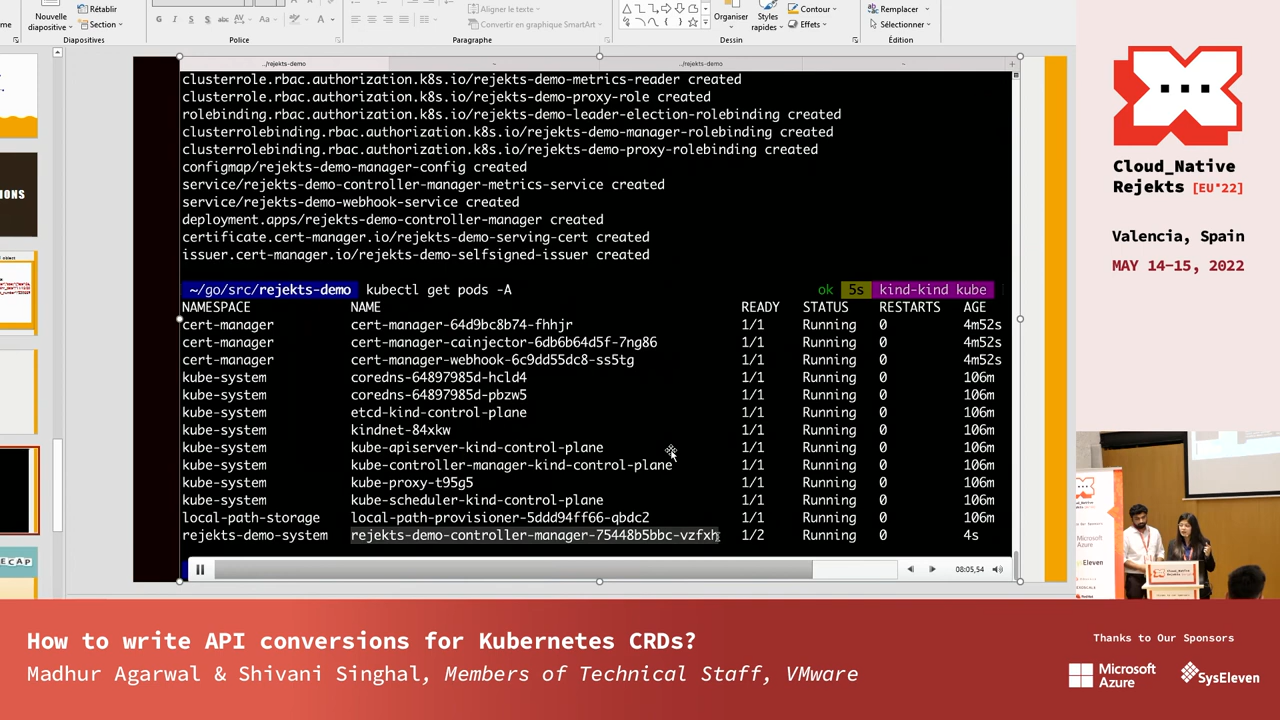 Nouvelle
diapositive
Rétablir
Section
Diapositives
Police
Aligner le texte
Convertir en graphique SmartArt
Paragraphe
Organiser
Styles
rapides
Contour
Effets
Dessin
Remplacer
Sélectionner
Édition
../rejekts-demo
~
../rejekts-demo
~
clusterrole.rbac.authorization.k8s.io/rejekts-demo-metrics-reader created
clusterrole.rbac.authorization.k8s.io/rejekts-demo-proxy-role created
rolebinding.rbac.authorization.k8s.io/rejekts-demo-leader-election-rolebinding created
clusterrolebinding.rbac.authorization.k8s.io/rejekts-demo-manager-rolebinding created
clusterrolebinding.rbac.authorization.k8s.io/rejekts-demo-proxy-rolebinding created
configmap/rejekts-demo-manager-config created
service/rejekts-demo-controller-manager-metrics-service created
service/rejekts-demo-webhook-service created
deployment.apps/rejekts-demo-controller-manager created
certificate.cert-manager.io/rejekts-demo-serving-cert created
issuer.cert-manager.io/rejekts-demo-selfsigned-issuer created
~/go/src/rejekts-demo kubectl get pods -A ok 5s kind-kind kube
NAMESPACE NAME READY STATUS RESTARTS AGE
cert-manager cert-manager-64d9bc8b74-fhhjr 1/1 Running 0 4m52s
cert-manager cert-manager-cainjector-6db6b64d5f-7ng86 1/1 Running 0 4m52s
cert-manager cert-manager-webhook-6c9dd55dc8-ss5tg 1/1 Running 0 4m52s
kube-system coredns-64897985d-hcld4 1/1 Running 0 106m
kube-system coredns-64897985d-pbzw5 1/1 Running 0 106m
kube-system etcd-kind-control-plane 1/1 Running 0 106m
kube-system kindnet-84xkw 1/1 Running 0 106m
kube-system kube-apiserver-kind-control-plane 1/1 Running 0 106m
kube-system kube-controller-manager-kind-control-plane 1/1 Running 0 106m
kube-system kube-proxy-t95g5 1/1 Running 0 106m
kube-system kube-scheduler-kind-control-plane 1/1 Running 0 106m
local-path-storage local-path-provisioner-5ddd94ff66-qbdc2 1/1 Running 0 106m
rejekts-demo-system rejekts-demo-controller-manager-75448b5bbc-vzfxh 1/2 Running 0 4s
08:05,54
IONS
ECAP
Cloud_Native
Rejekts [EU'22]
Valencia, Spain
MAY 14-15, 2022
Microsoft
Azure
How to write API conversions for Kubernetes CRDs?
Madhur Agarwal & Shivani Singhal, Members of Technical Staff, VMware
Thanks to Our Sponsors
Microsoft
Azure
SysEleven